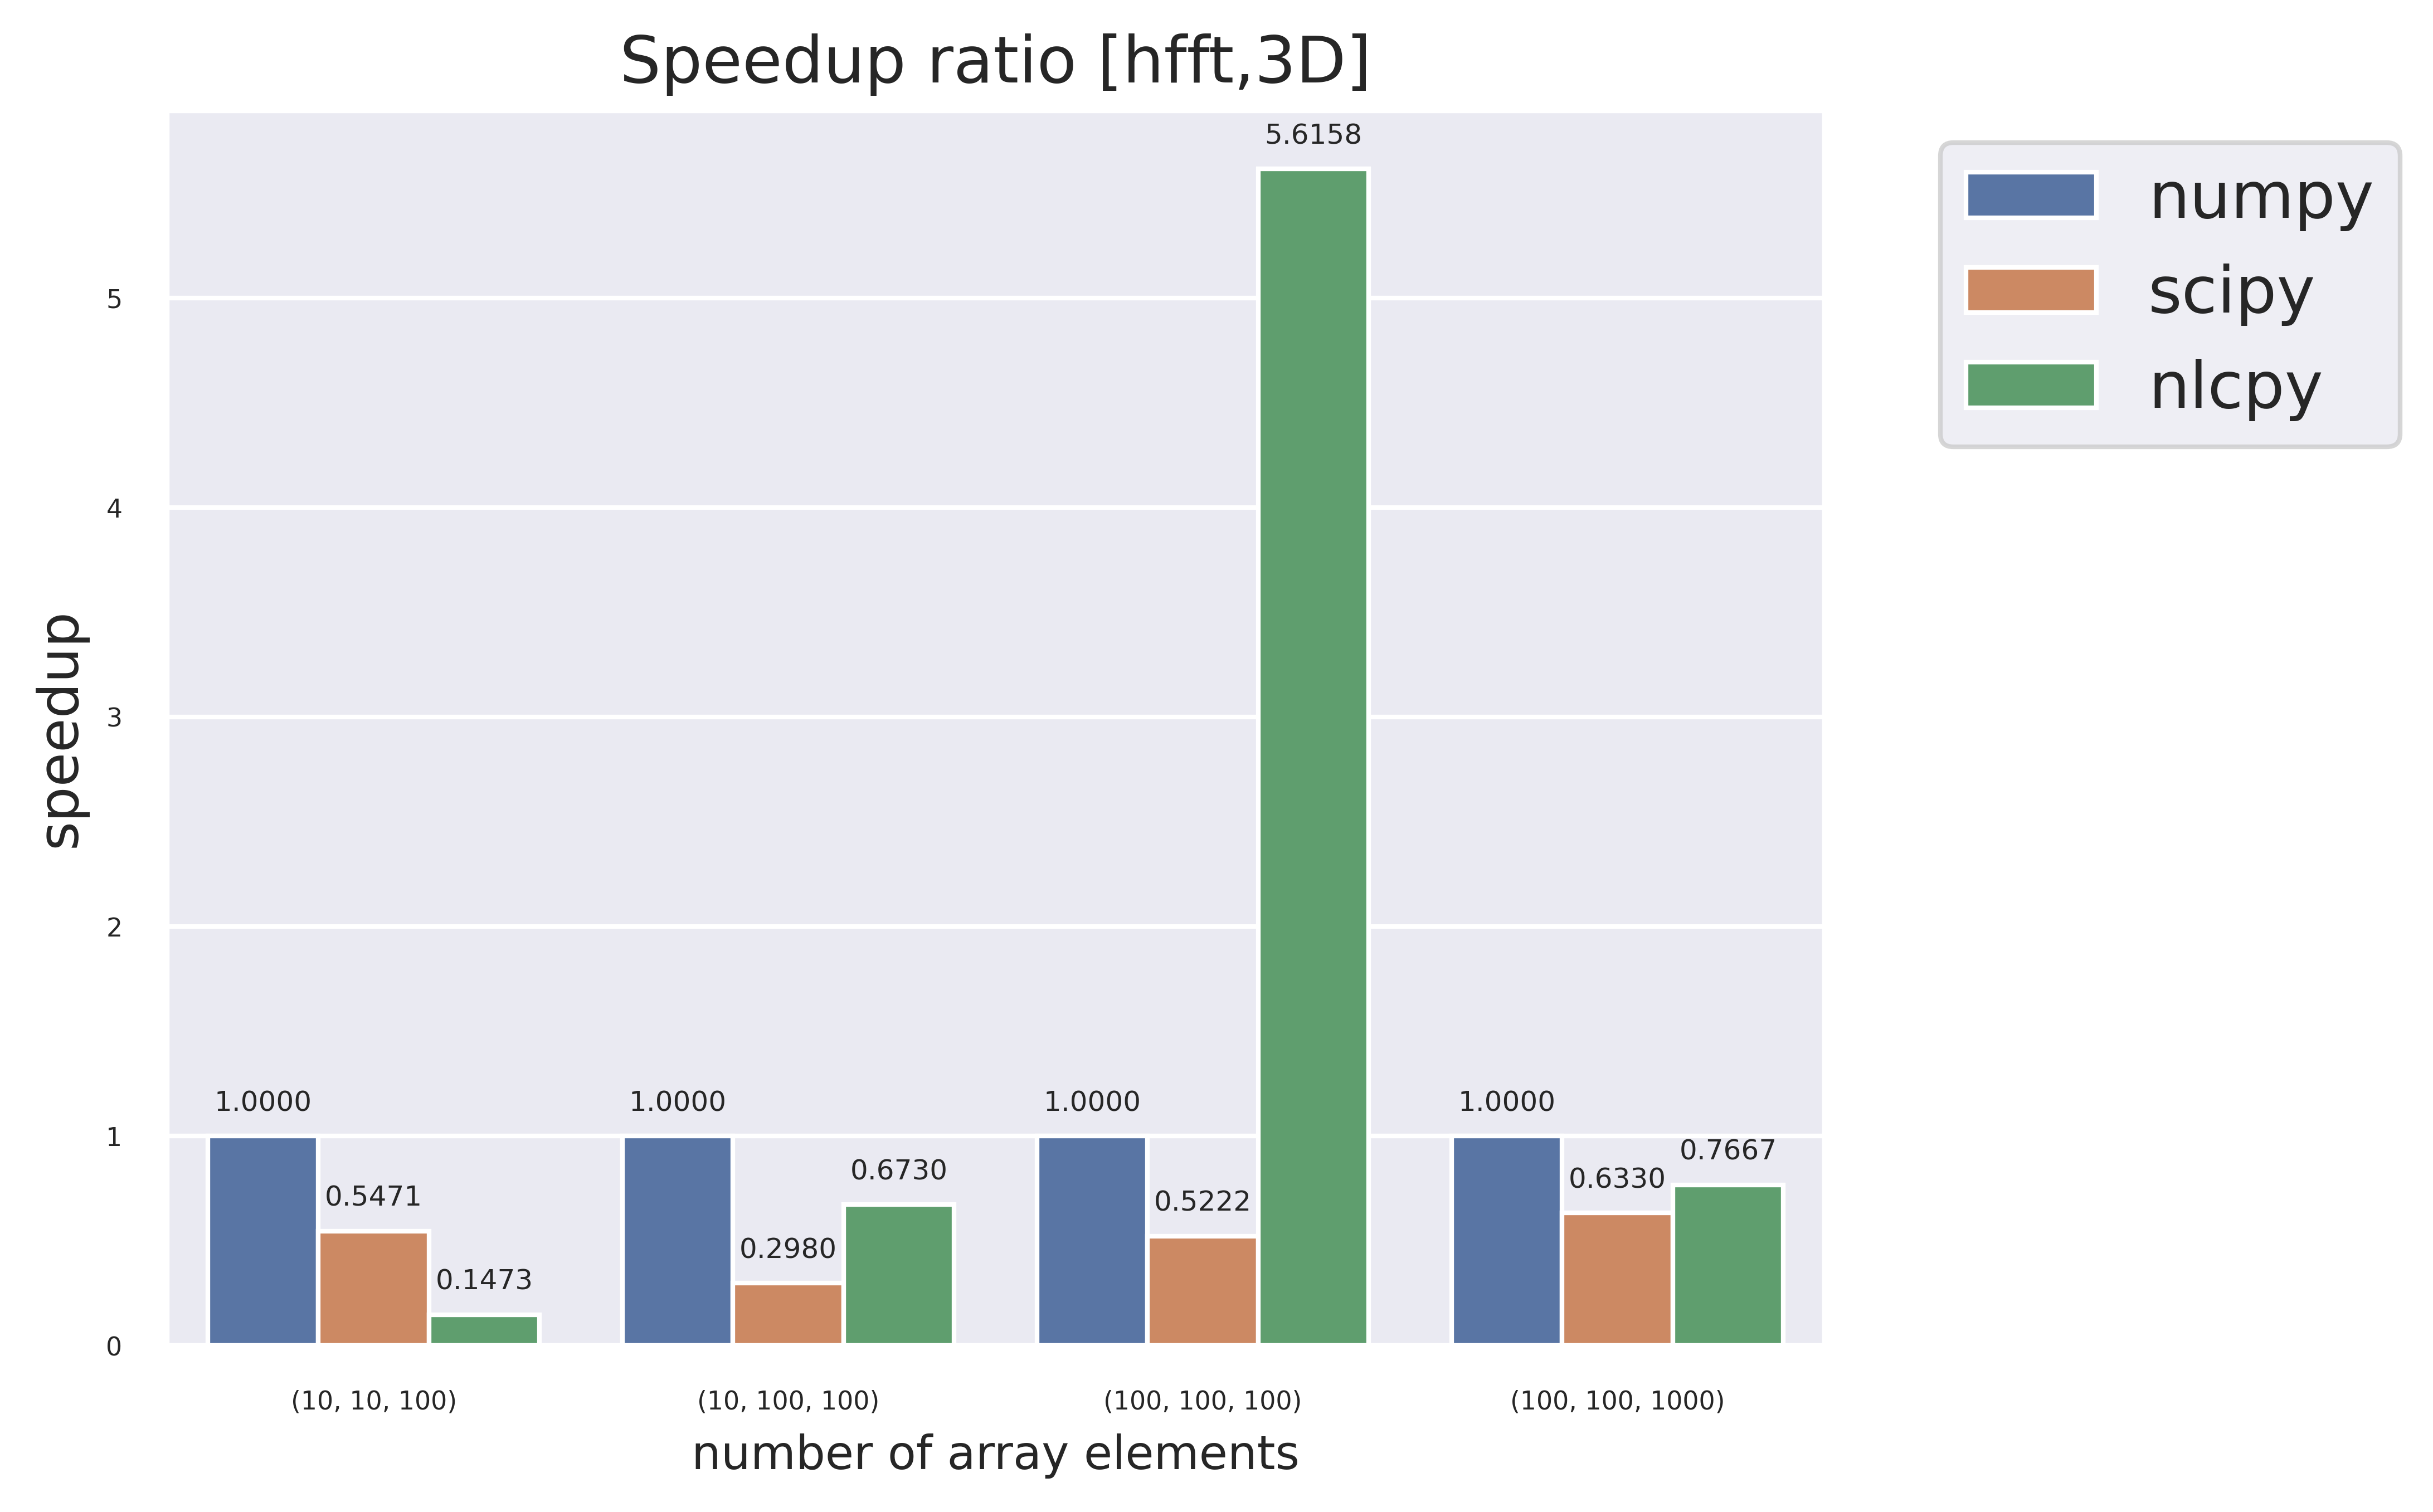 Speedup ratio [hfft,3D]
numpy
scipy
nlcpy
speedup
5
4
3
2
1
0
1.0000
0.5471
0.1473
1.0000
0.2980
0.6730
1.0000
0.5222
5.6158
1.0000
0.6330
0.7667
(10, 10, 100)
(10, 100, 100)
(100, 100, 100)
(100, 100, 1000)
number of array elements